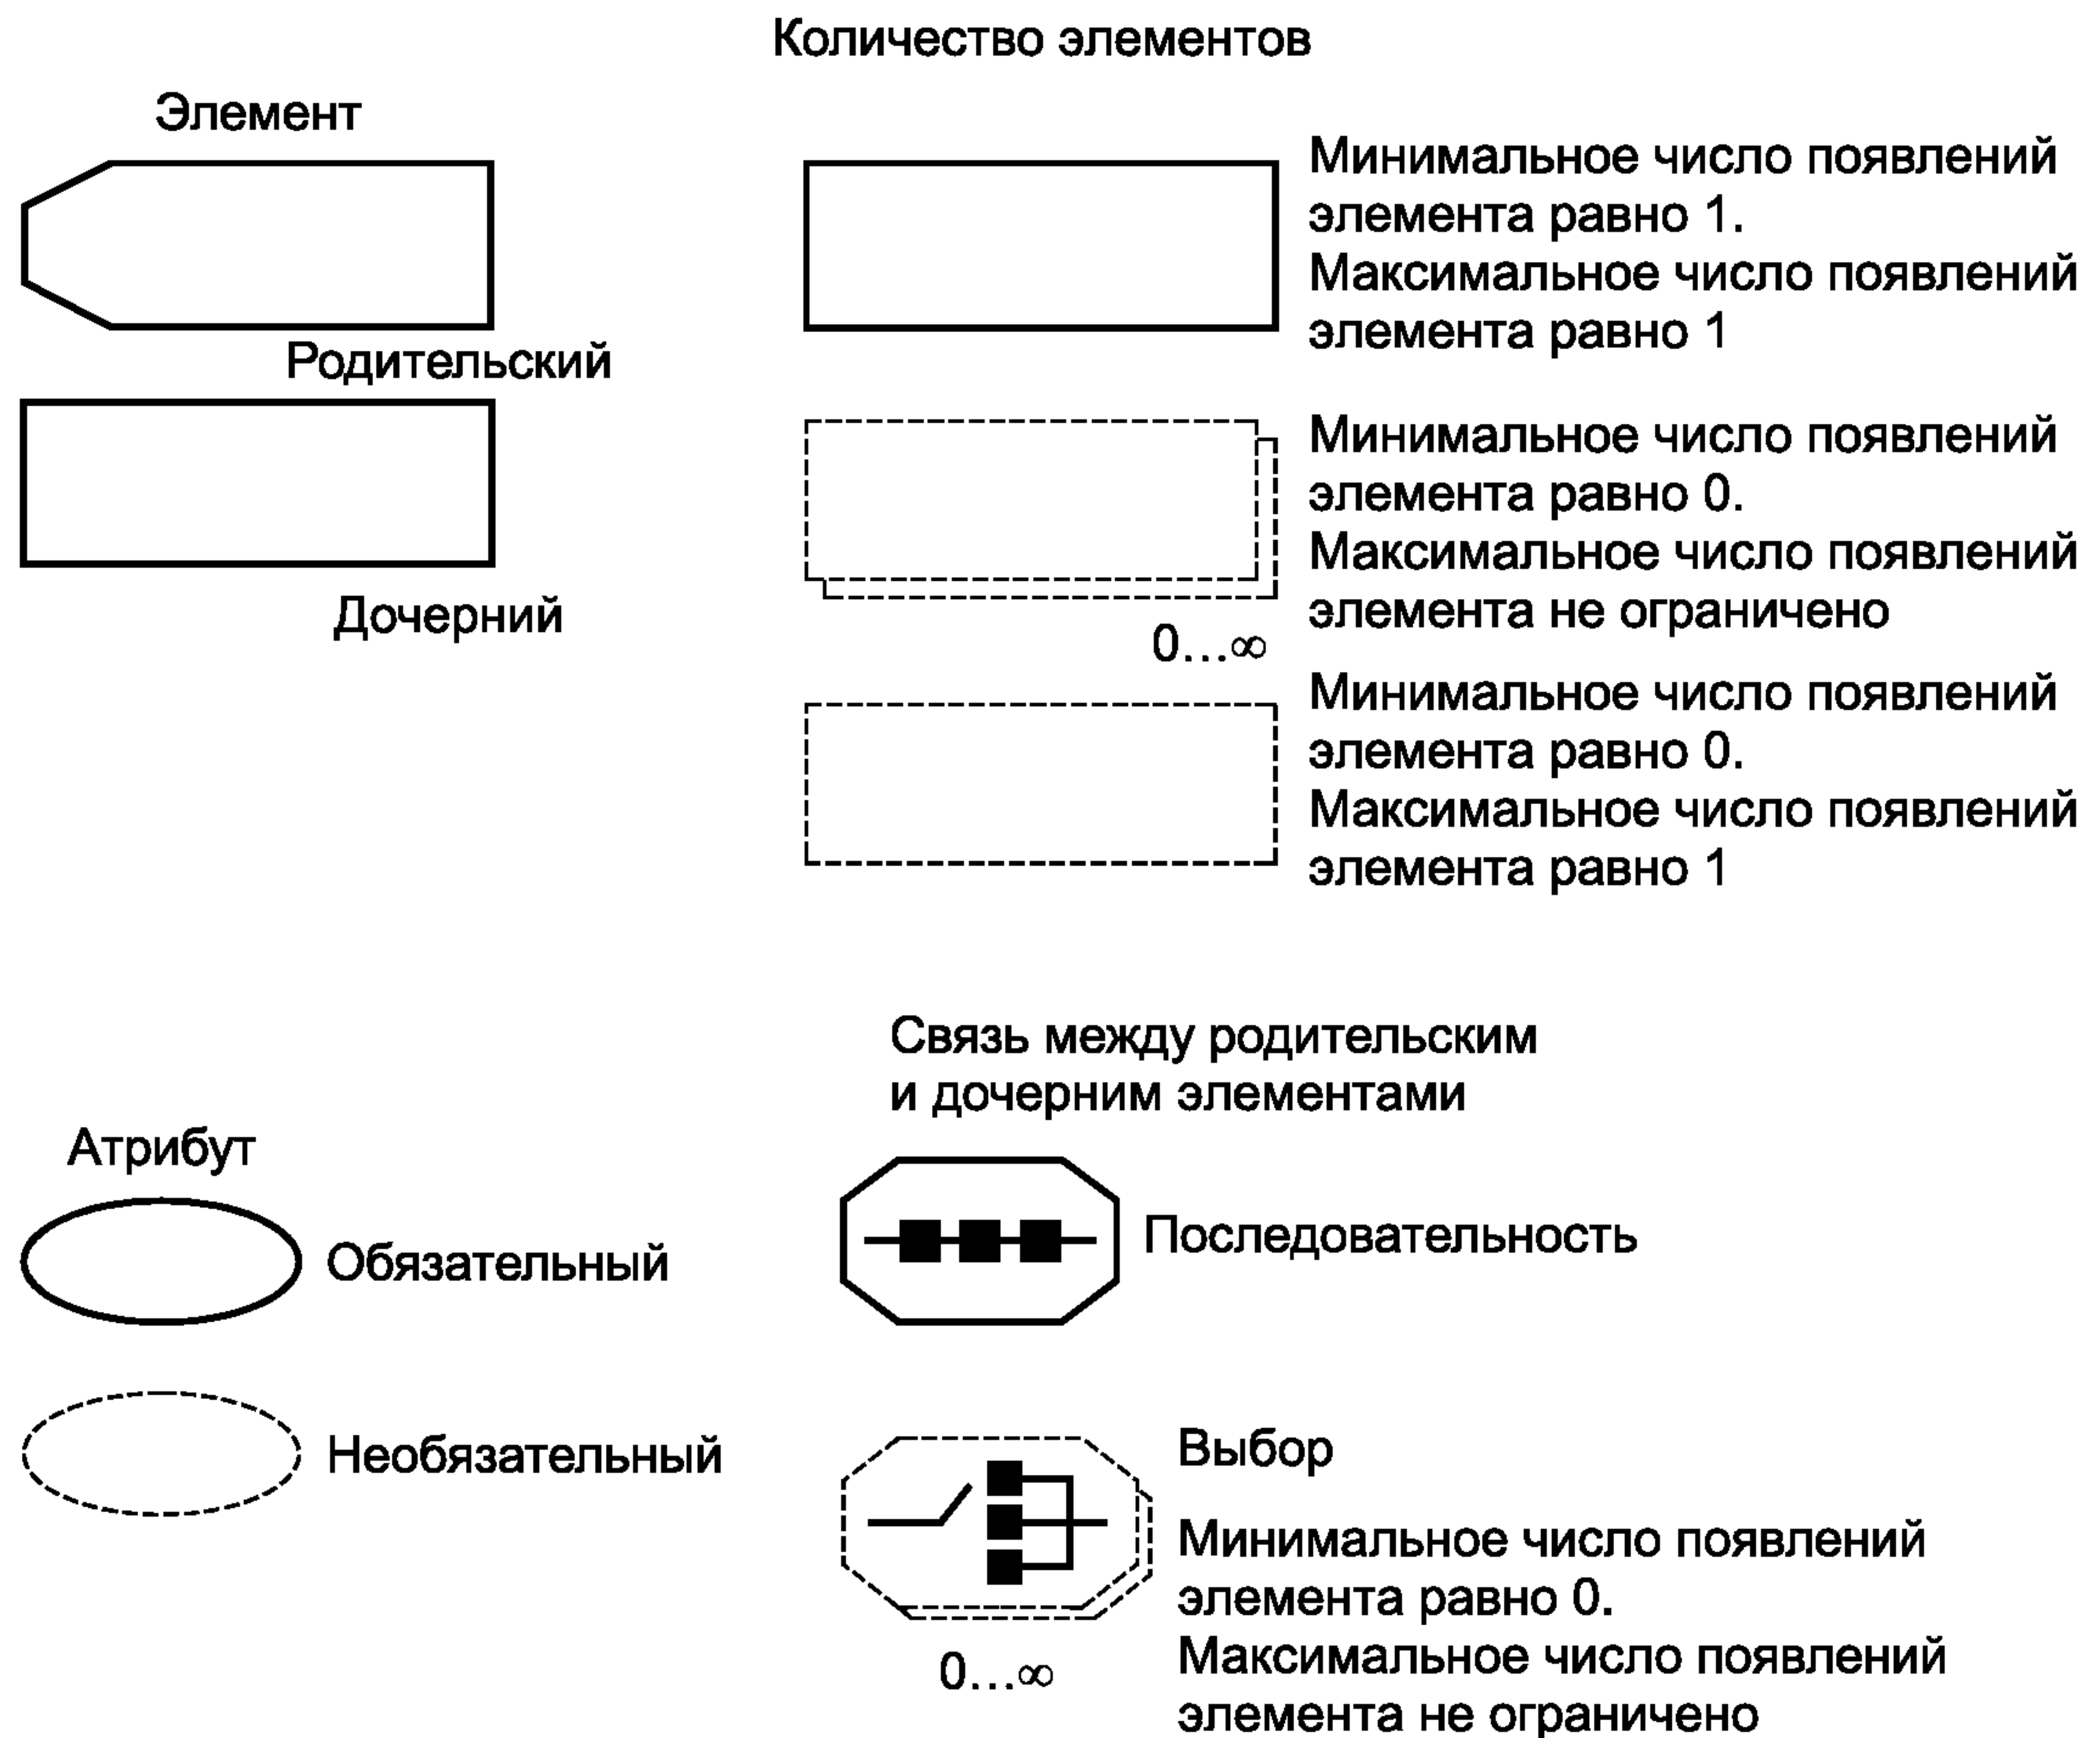 Количество элементов
Элемент
Родительский
Дочерний
Минимальное число появлений
элемента равно 1.
Максимальное число появлений
элемента равно 1
Минимальное число появлений
элемента равно 0.
Максимальное число появлений
элемента не ограничено
0...∞
Минимальное число появлений
элемента равно 0.
Максимальное число появлений
элемента равно 1
Атрибут
Обязательный
Необязательный
Связь между родительским
и дочерним элементами
Последовательность
Выбор
Минимальное число появлений
элемента равно 0.
Максимальное число появлений
элемента не ограничено
0...∞